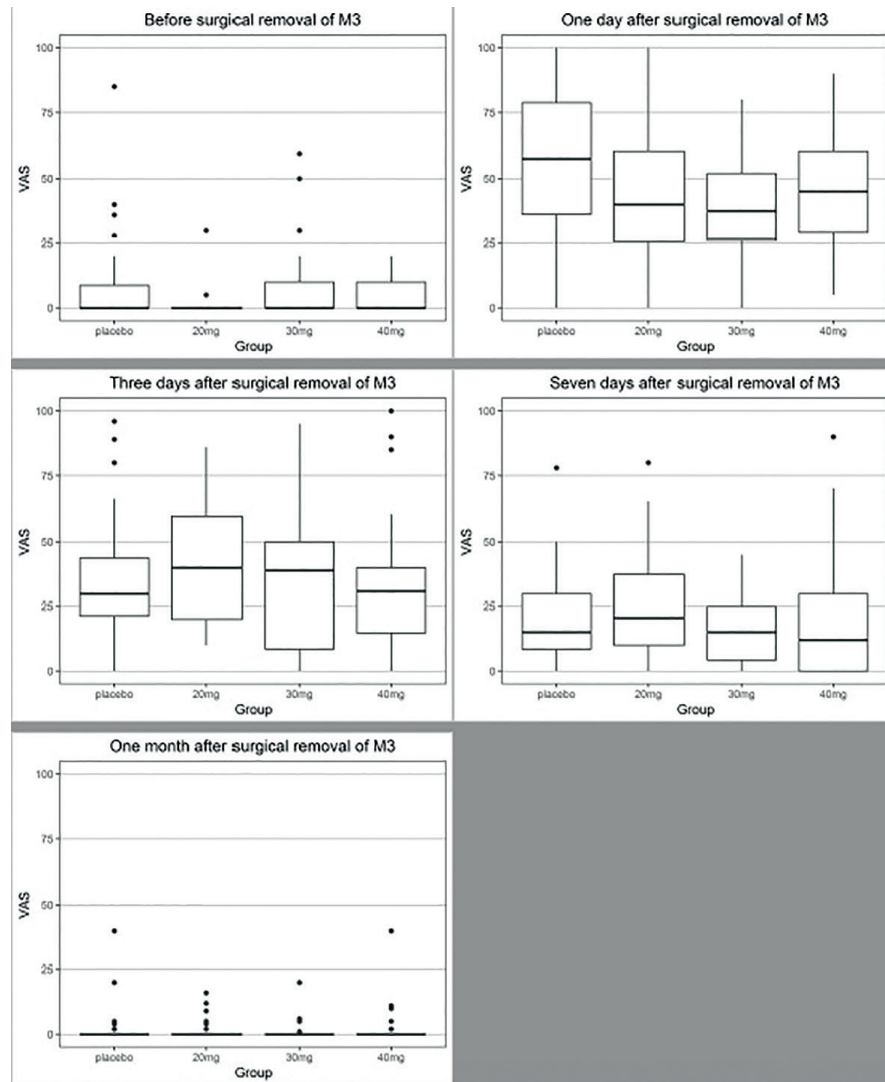 Before surgical removal of M3
100
75
50
25
0
VAS
placebo 20mg 30mg 40mg
Group
One day after surgical removal of M3
100
75
50
25
0
VAS
placebo 20mg 30mg 40mg
Group
Three days after surgical removal of M3
100
75
50
25
0
VAS
placebo 20mg 30mg 40mg
Group
Seven days after surgical removal of M3
100
75
50
25
0
VAS
placebo 20mg 30mg 40mg
Group
One month after surgical removal of M3
100
75
50
25
0
VAS
placebo 20mg 30mg 40mg
Group